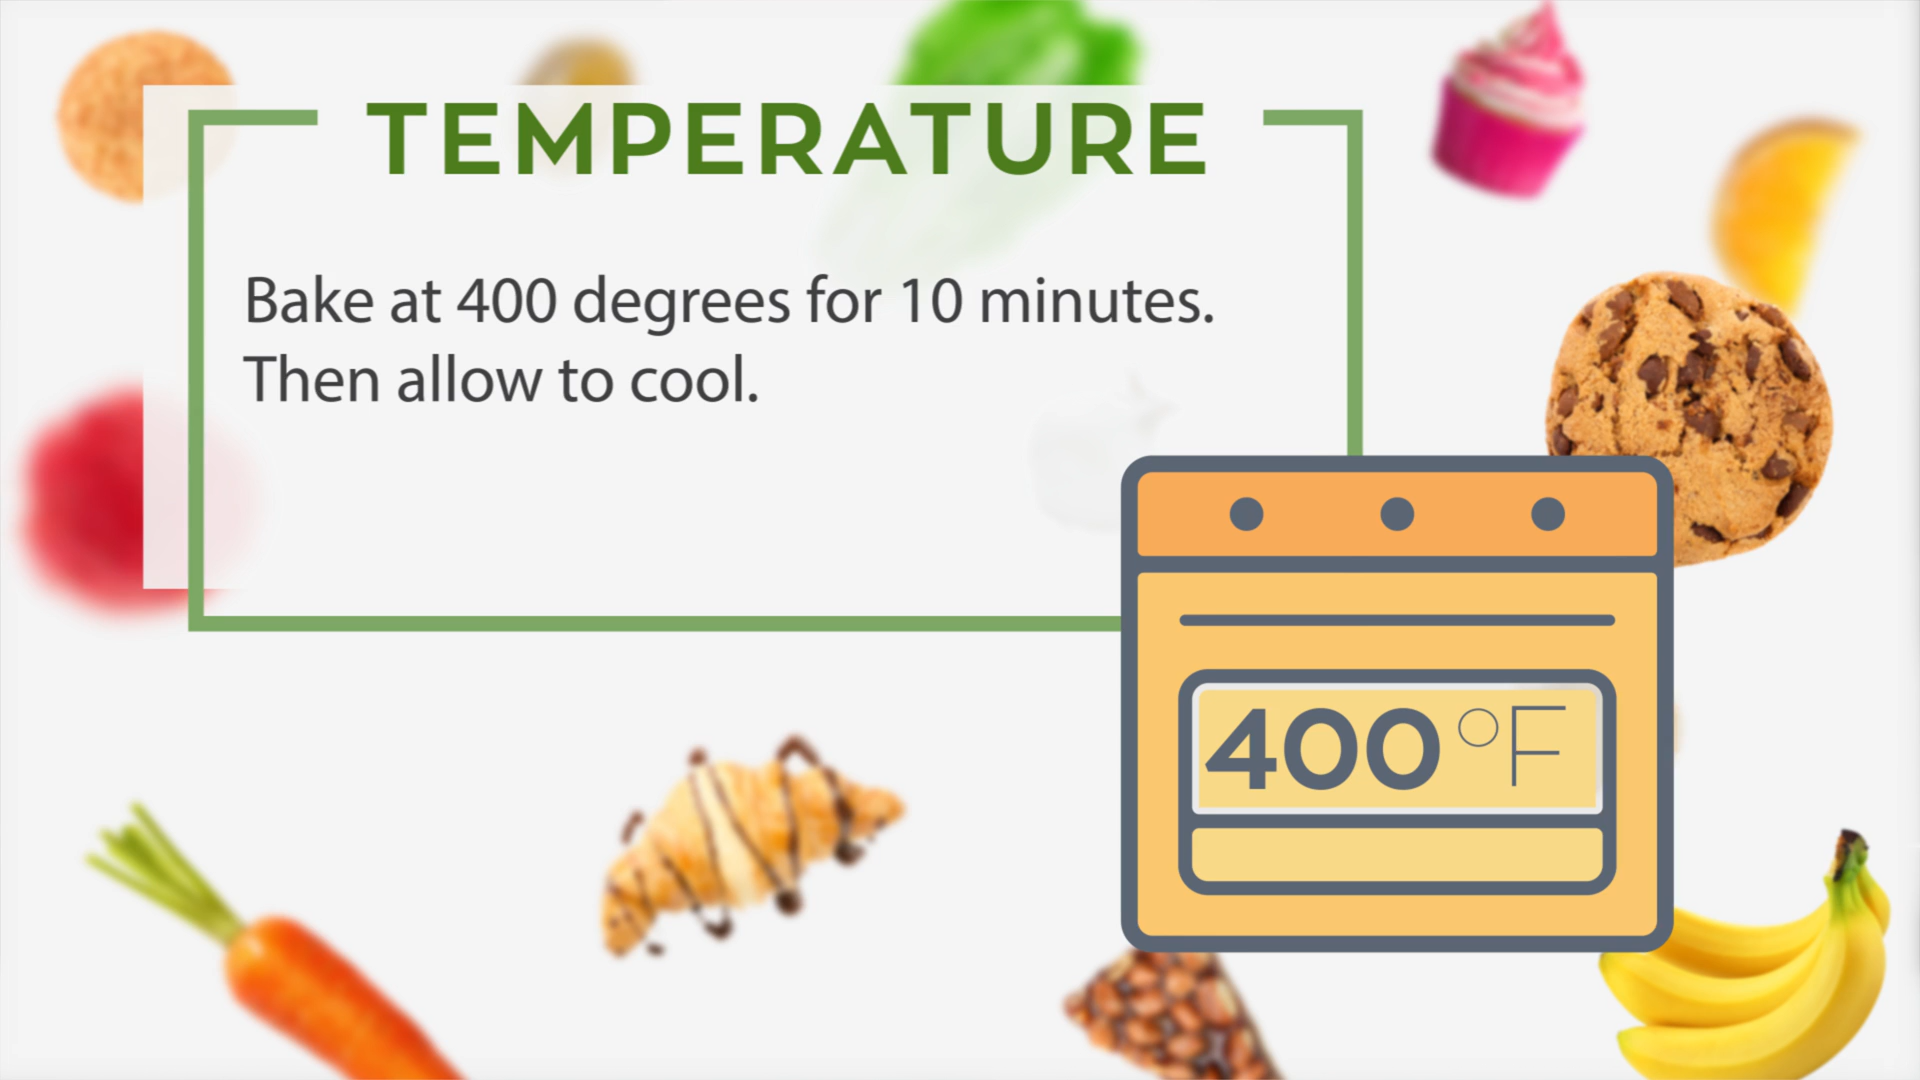 TEMPERATURE
Bake at 400 degrees for 10 minutes.
Then allow to cool.
400°F